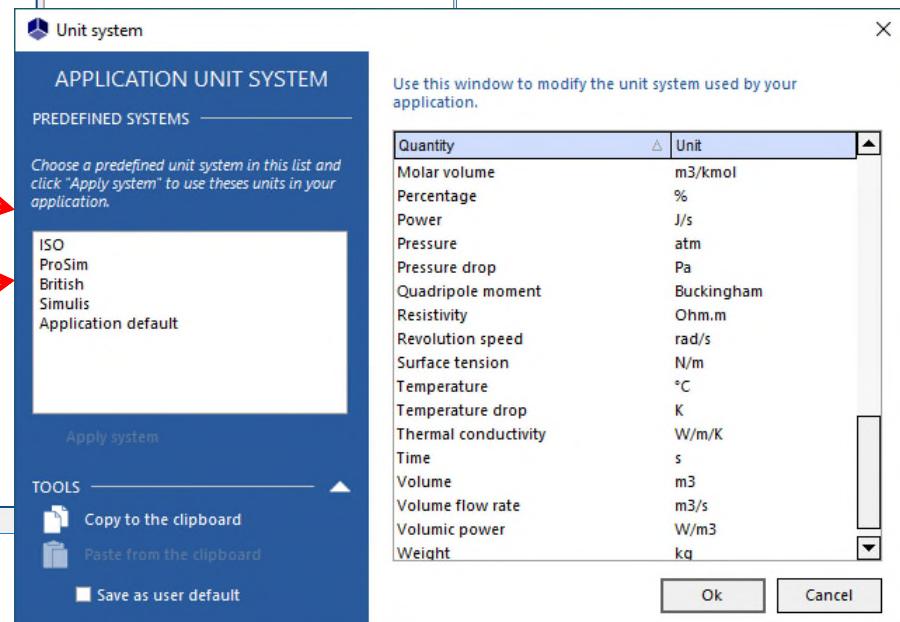 Unit system
APPLICATION UNIT SYSTEM
PREDEFINED SYSTEMS
Choose a predefined unit system in this list and
click "Apply system" to use theses units in your
application.
ISO
ProSim
British
Simulis
Application default
Apply system
TOOLS
Copy to the clipboard
Paste from the clipboard
Save as user default
Use this window to modify the unit system used by your
application.
Quantity Unit
Molar volume m3/kmol
Percentage %
Power J/s
Pressure atm
Pressure drop Pa
Quadripole moment Buckingham
Resistivity Ohm.m
Revolution speed rad/s
Surface tension N/m
Temperature °C
Temperature drop K
Thermal conductivity W/m/K
Time s
Volume m3
Volume flow rate m3/s
Volumic power W/m3
Weight kg
Ok Cancel